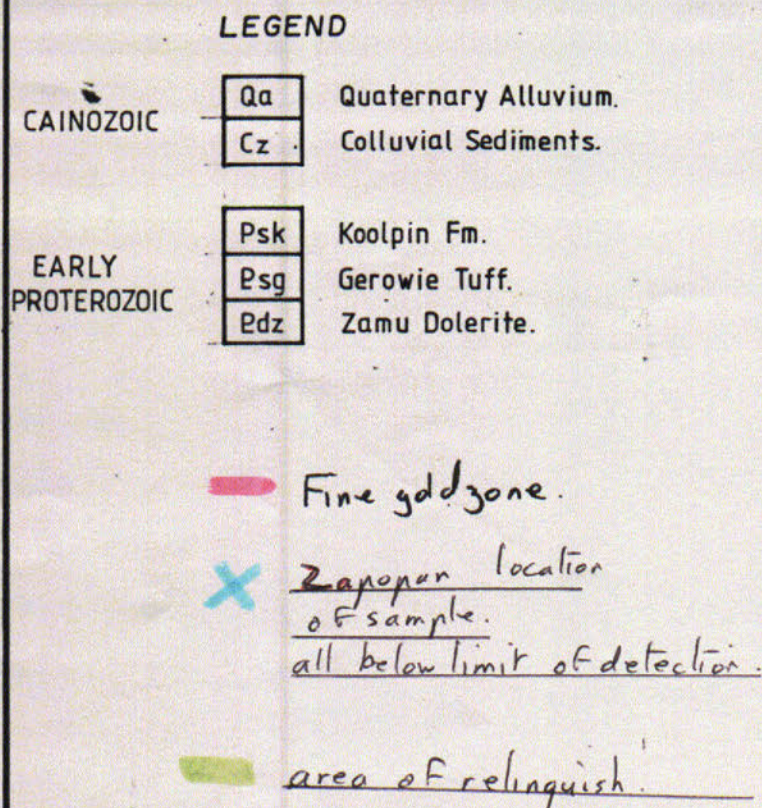 LEGEND
CAINOZOIC
Qa Quaternary Alluvium.
Cz Colluvial Sediments.
EARLY
PROTEROZOIC
Psk Koolpin Fm.
Psg Gerowie Tuff.
Pdz Zamu Dolerite.
Fine gold zone.
Zapopan location
of sample.
all below limit of detection.
area of relinquish.